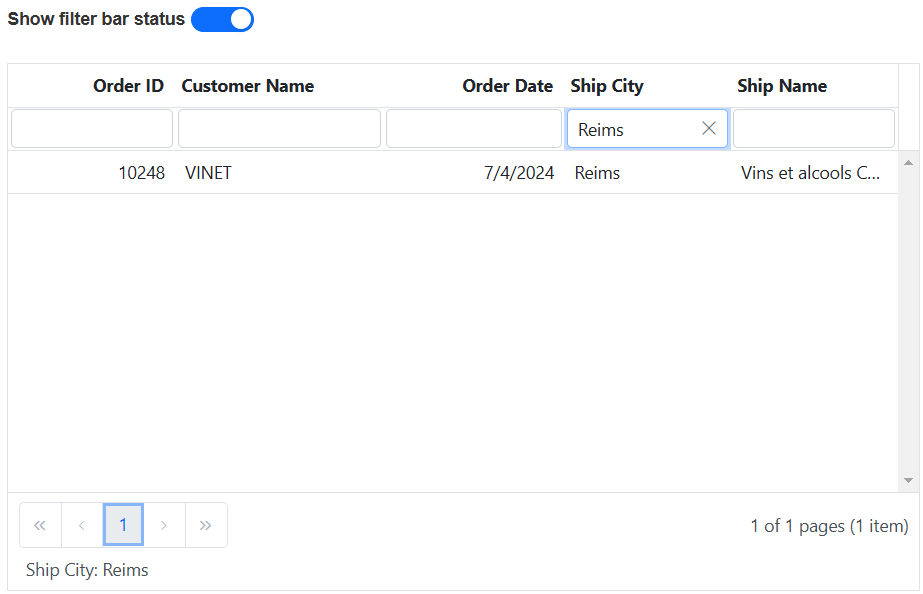 Show filter bar status
Order ID Customer Name Order Date Ship City Ship Name
Reims
10248 VINET 7/4/2024 Reims Vins et alcools C...
« ‹ 1 › » 1 of 1 pages (1 item)
Ship City: Reims